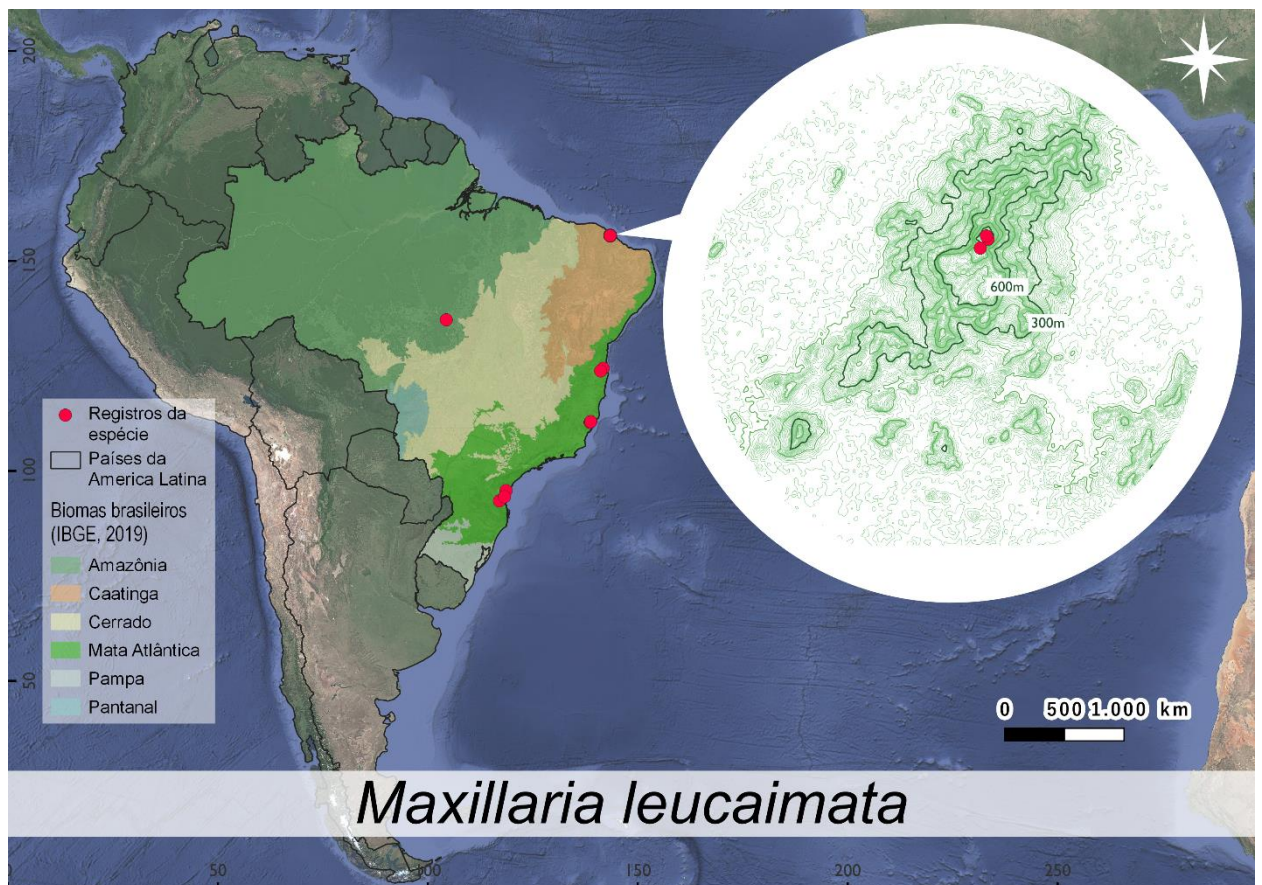 200
150
100
50
600m
300m
Registros da
espécie
Países da
America Latina
Biomas brasileiros
(IBGE, 2019)
Amazônia
Caatinga
Cerrado
Mata Atlântica
Pampa
Pantanal
0 500 1.000 km
Maxillaria leucaimata
50 100 150 200 250